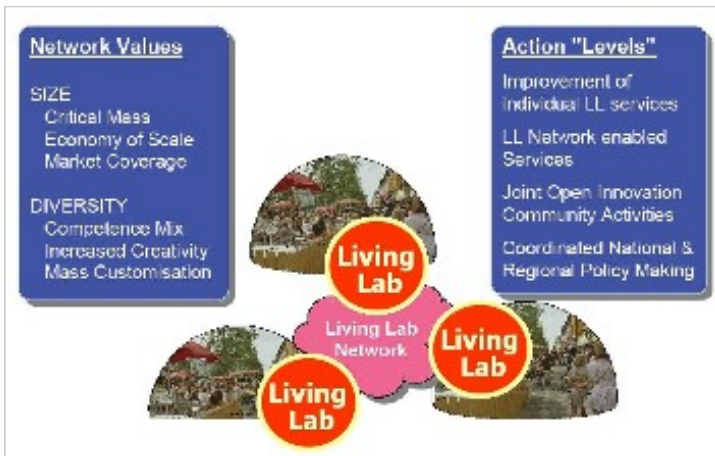 Network Values
SIZE
Critical Mass
Economy of Scale
Market Coverage
DIVERSITY
Competence Mix
Increased Creativity
Mass Customisation
Action "Levels"
Improvement of
individual LL services
LL Network enabled
Services
Joint Open Innovation
Community Activities
Coordinated National &
Regional Policy Making
Living
Lab
Living Lab
Network
Living
Lab
Living
Lab